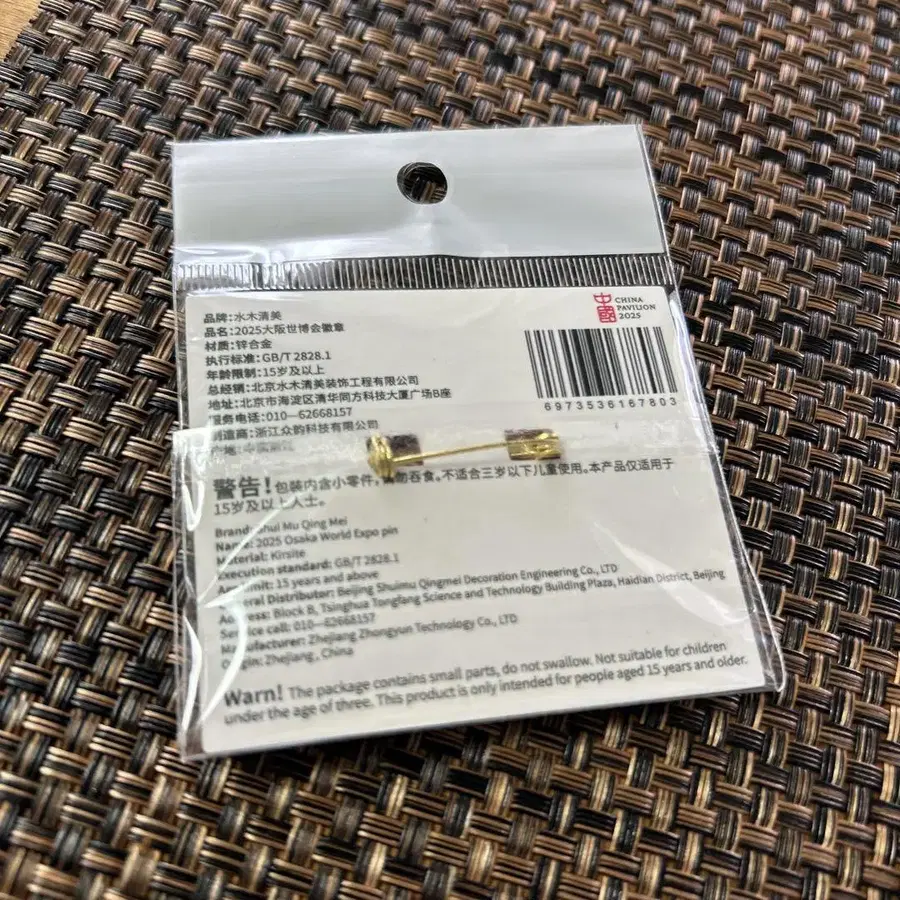 中國
CHINA
PAVILION
2025
品牌:水木清美
品名:2025大阪世博会徽章
材质:锌合金
执行标准:GB/T 2828.1
年龄限制:15岁及以上
总经销:北京水木清美装饰工程有限公司
地址:北京市海淀区清华同方科技大厦广场B座
服务电话:010—62668157
制造商:浙江众韵科技有限公司
产地:
6973536167803
警告!包装内含小零件,请勿吞食。不适合三岁以下儿童使用。本产品仅适用于
15岁及以上人士。
Brand: Shui Mu Qing Mei
Name: 2025 Osaka World Expo pin
Material: Kirsite
Execution standard: GB/T 2828.1
Age limit: 15 years and above
General Distributor: Beijing Shuimu Qingmei Decoration Engineering Co., LTD
Address: Block B, Tsinghua Tongfang Science and Technology Building Plaza, Haidian District, Beijing
Service call: 010—62668157
Manufacturer: Zhejiang Zhongyun Technology Co., LTD
Origin: Zhejiang, China
Warn! The package contains small parts, do not swallow. Not suitable for children
under the age of three. This product is only intended for people aged 15 years and older.